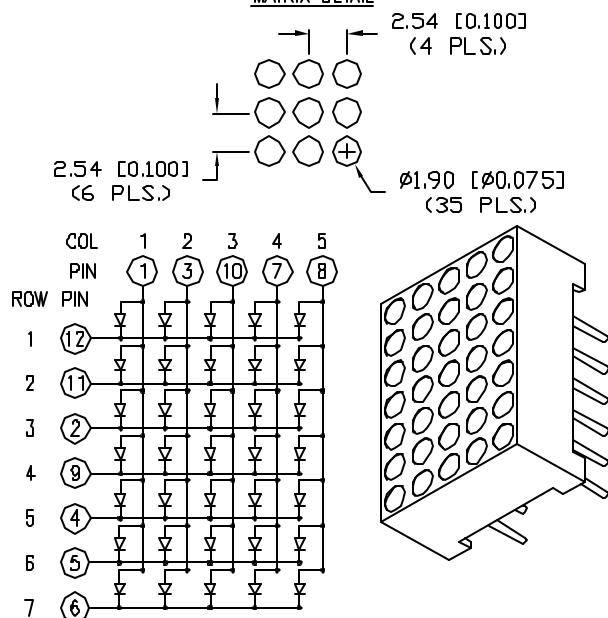 MATRIX DETAIL
2.54 [0.100]
(4 PLS.)
2.54 [0.100]
(6 PLS.)
Ø1.90 [Ø0.075]
(35 PLS.)
COL 1 2 3 4 5
PIN 1 3 10 7 8
ROW PIN
1 12
2 11
3 2
4 9
5 4
6 5
7 6